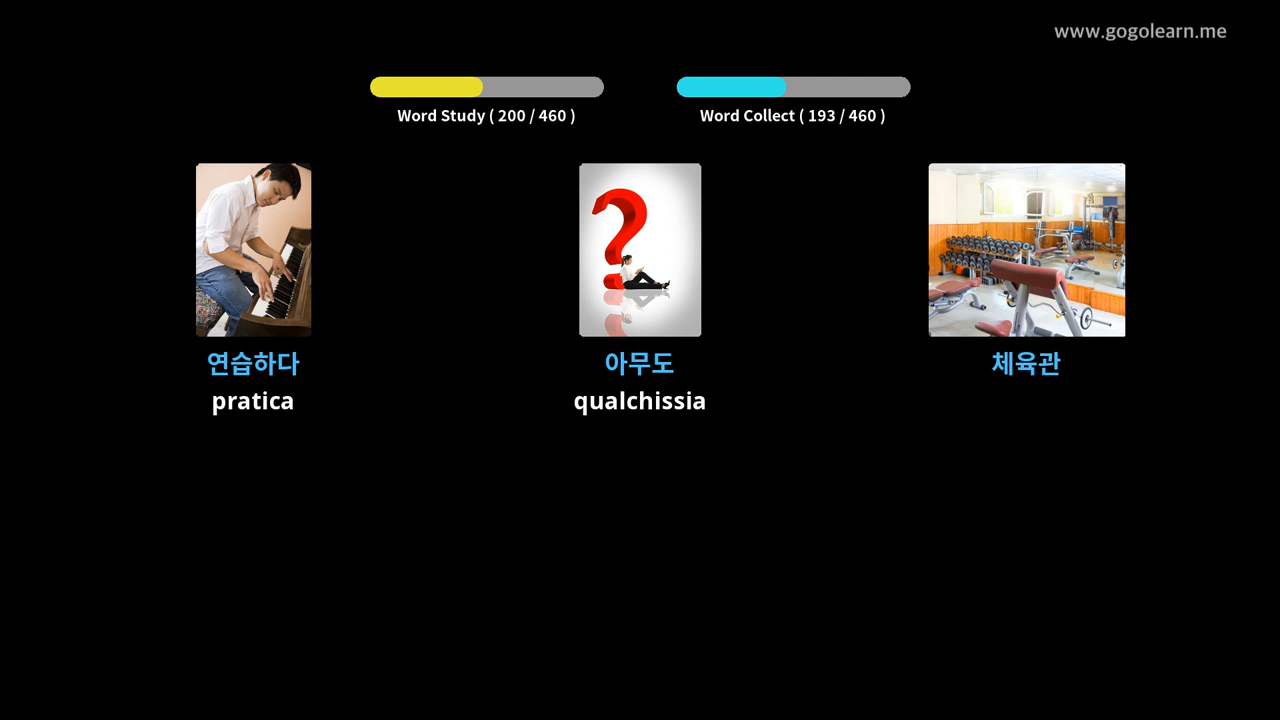 www.gogolearn.me
Word Study ( 200 / 460 )
Word Collect ( 193 / 460 )
연습하다
pratica
아무도
qualchissia
체육관